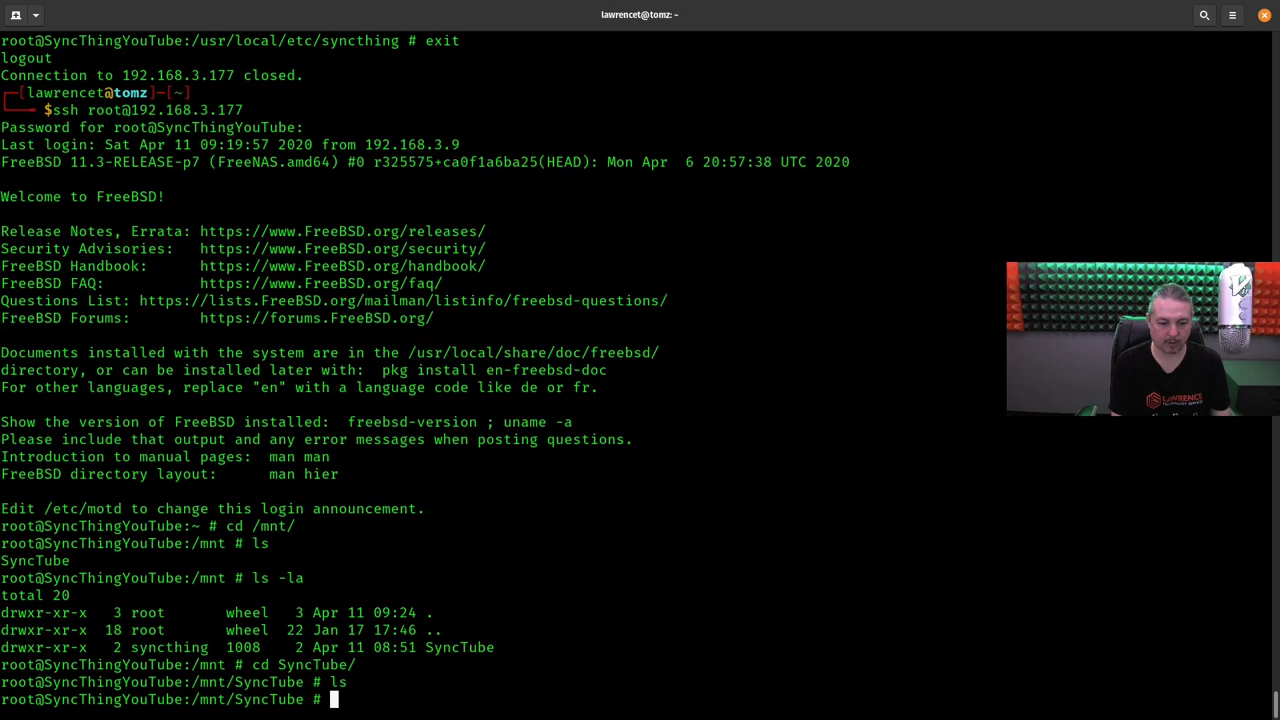 lawrencet@tomz: ~
root@SyncThingYouTube:/usr/local/etc/syncthing # exit
logout
Connection to 192.168.3.177 closed.
┌─[lawrencet@tomz]─[~]
└──╼ $ssh root@192.168.3.177
Password for root@SyncThingYouTube:
Last login: Sat Apr 11 09:19:57 2020 from 192.168.3.9
FreeBSD 11.3-RELEASE-p7 (FreeNAS.amd64) #0 r325575+ca0f1a6ba25(HEAD): Mon Apr  6 20:57:38 UTC 2020
Welcome to FreeBSD!
Release Notes, Errata: https://www.FreeBSD.org/releases/
Security Advisories:   https://www.FreeBSD.org/security/
FreeBSD Handbook:      https://www.FreeBSD.org/handbook/
FreeBSD FAQ:           https://www.FreeBSD.org/faq/
Questions List: https://lists.FreeBSD.org/mailman/listinfo/freebsd-questions/
FreeBSD Forums:        https://forums.FreeBSD.org/
Documents installed with the system are in the /usr/local/share/doc/freebsd/
directory, or can be installed later with:  pkg install en-freebsd-doc
For other languages, replace "en" with a language code like de or fr.
Show the version of FreeBSD installed:  freebsd-version ; uname -a
Please include that output and any error messages when posting questions.
Introduction to manual pages:  man man
FreeBSD directory layout:      man hier
Edit /etc/motd to change this login announcement.
root@SyncThingYouTube:~ # cd /mnt/
root@SyncThingYouTube:/mnt # ls
SyncTube
root@SyncThingYouTube:/mnt # ls -la
total 20
drwxr-xr-x   3 root       wheel   3 Apr 11 09:24 .
drwxr-xr-x  18 root       wheel  22 Jan 17 17:46 ..
drwxr-xr-x   2 syncthing  1008    2 Apr 11 08:51 SyncTube
root@SyncThingYouTube:/mnt # cd SyncTube/
root@SyncThingYouTube:/mnt/SyncTube # ls
root@SyncThingYouTube:/mnt/SyncTube #
LAWRENCE